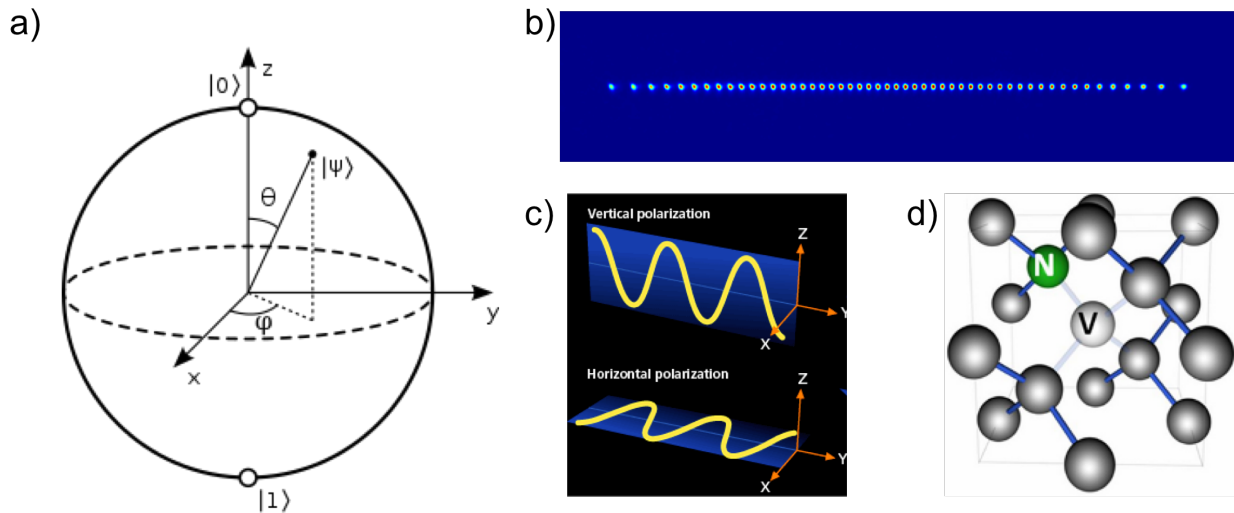 a)
z
|0⟩
|ψ⟩
θ
φ
y
x
|1⟩
b)
c)
Vertical polarization
Z
Y
X
Horizontal polarization
Z
Y
X
d)
N
V